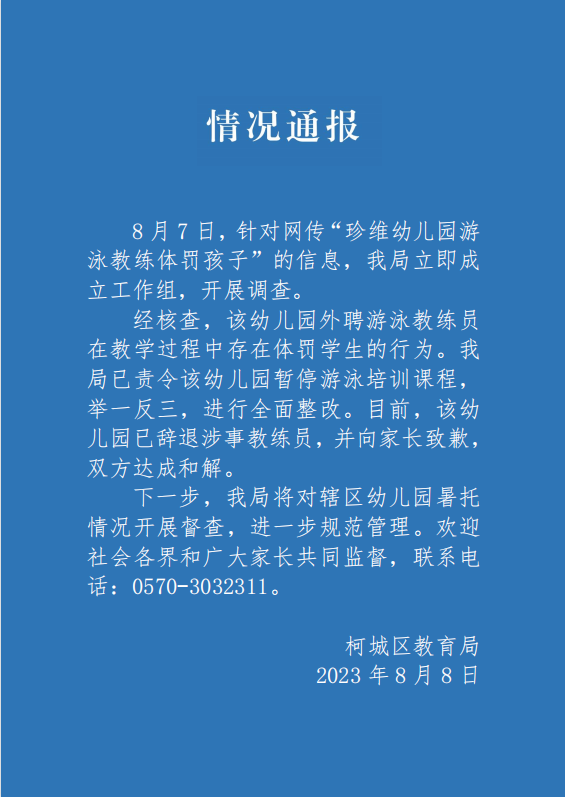 情况通报
8月7日，针对网传“珍维幼儿园游
泳教练体罚孩子”的信息，我局立即成
立工作组，开展调查。
经核查，该幼儿园外聘游泳教练员
在教学过程中存在体罚学生的行为。我
局已责令该幼儿园暂停游泳培训课程，
举一反三，进行全面整改。目前，该幼
儿园已辞退涉事教练员，并向家长致歉，
双方达成和解。
下一步，我局将对辖区幼儿园暑托
情况开展督查，进一步规范管理。欢迎
社会各界和广大家长共同监督，联系电
话：0570-3032311。
柯城区教育局
2023年8月8日